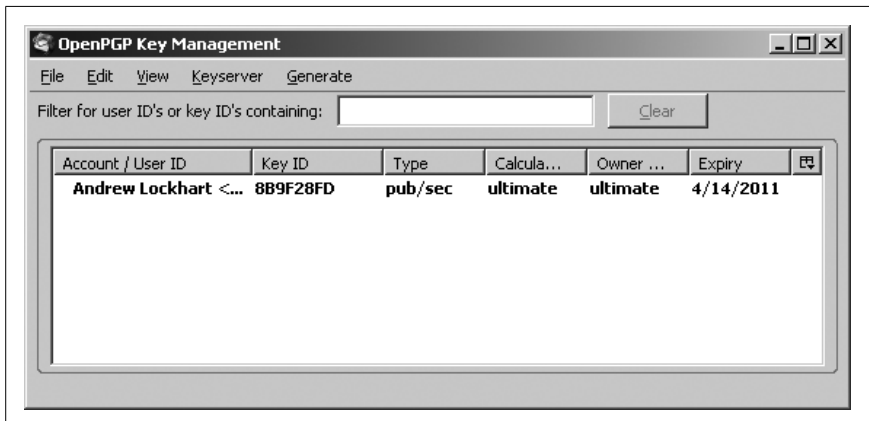 OpenPGP Key Management
File Edit View Keyserver Generate
Filter for user ID's or key ID's containing: Clear
Account / User ID Key ID Type Calcula... Owner ... Expiry
Andrew Lockhart <... 8B9F28FD pub/sec ultimate ultimate 4/14/2011